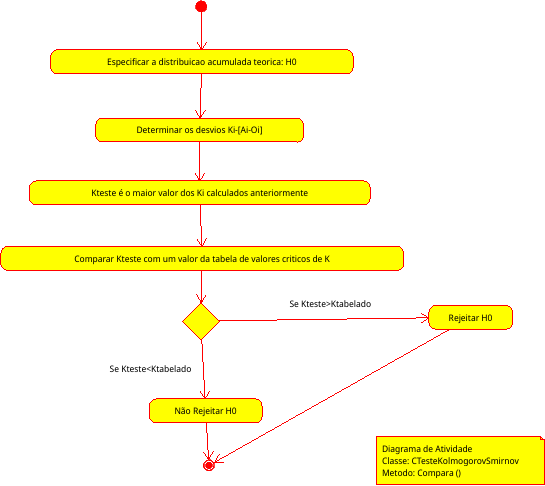 Especificar a distribuicao acumulada teorica: H0
Determinar os desvios Ki-[Ai-Oi]
Kteste é o maior valor dos Ki calculados anteriormente
Comparar Kteste com um valor da tabela de valores criticos de K
Se Kteste>Ktabelado
Rejeitar H0
Se Kteste<Ktabelado
Não Rejeitar H0
Diagrama de Atividade
Classe: CTesteKolmogorovSmirnov
Metodo: Compara ()